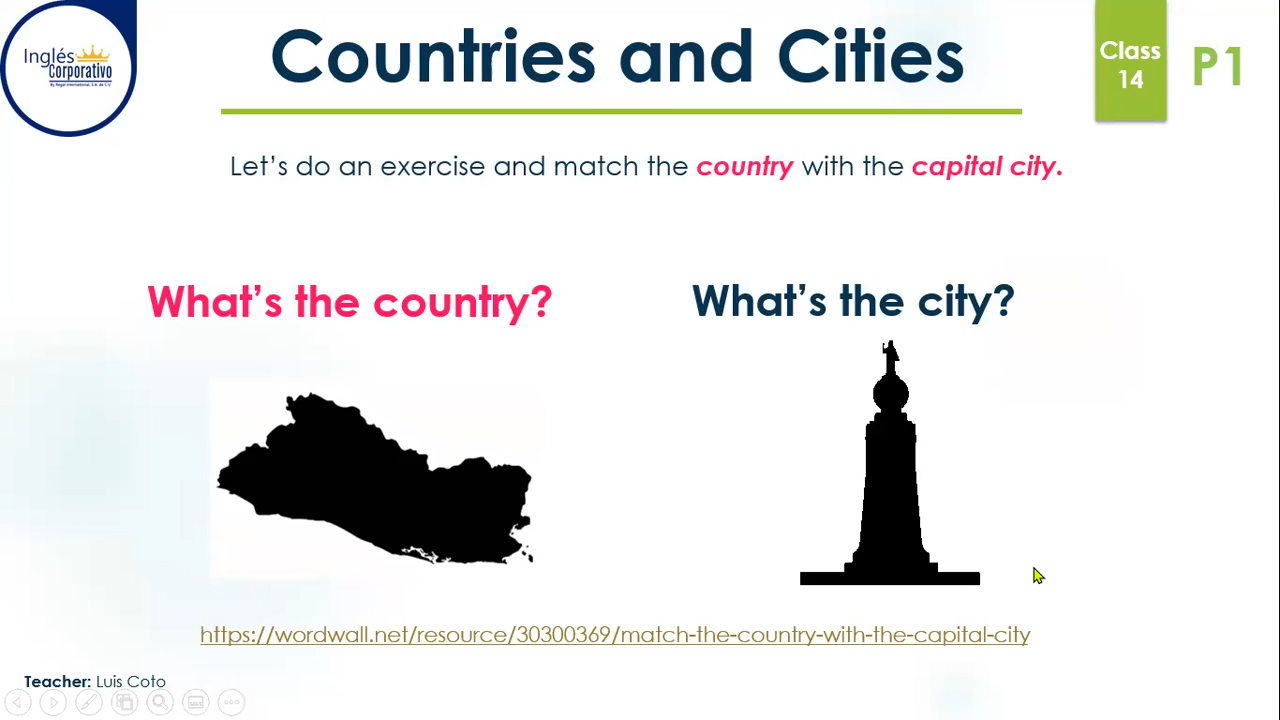 Inglés
Corporativo
By Regal International, S.A. de C.V.
Countries and Cities
Class
14
P1
Let's do an exercise and match the country with the capital city.
What's the country?
What's the city?
https://wordwall.net/resource/30300369/match-the-country-with-the-capital-city
Teacher: Luis Coto